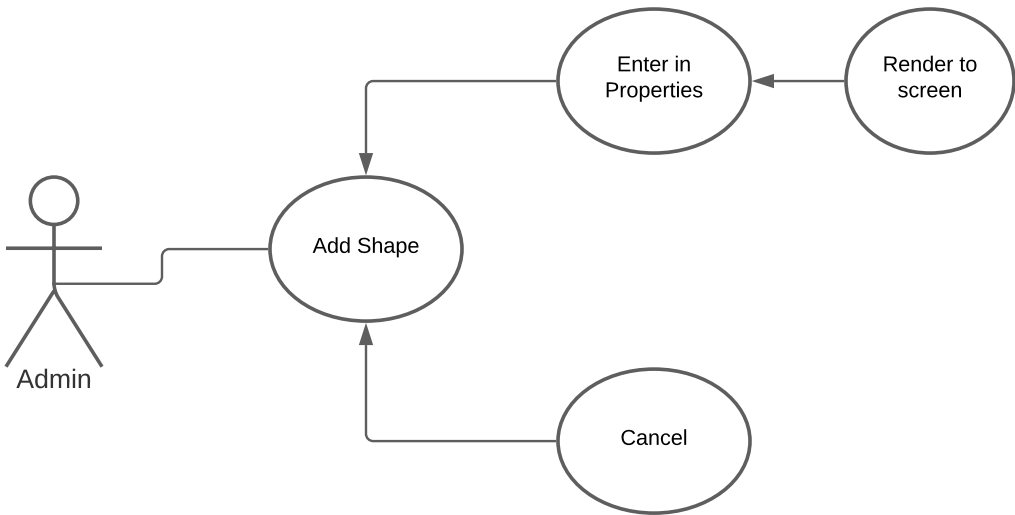 Enter in
Properties
Render to
screen
Add Shape
Admin
Cancel